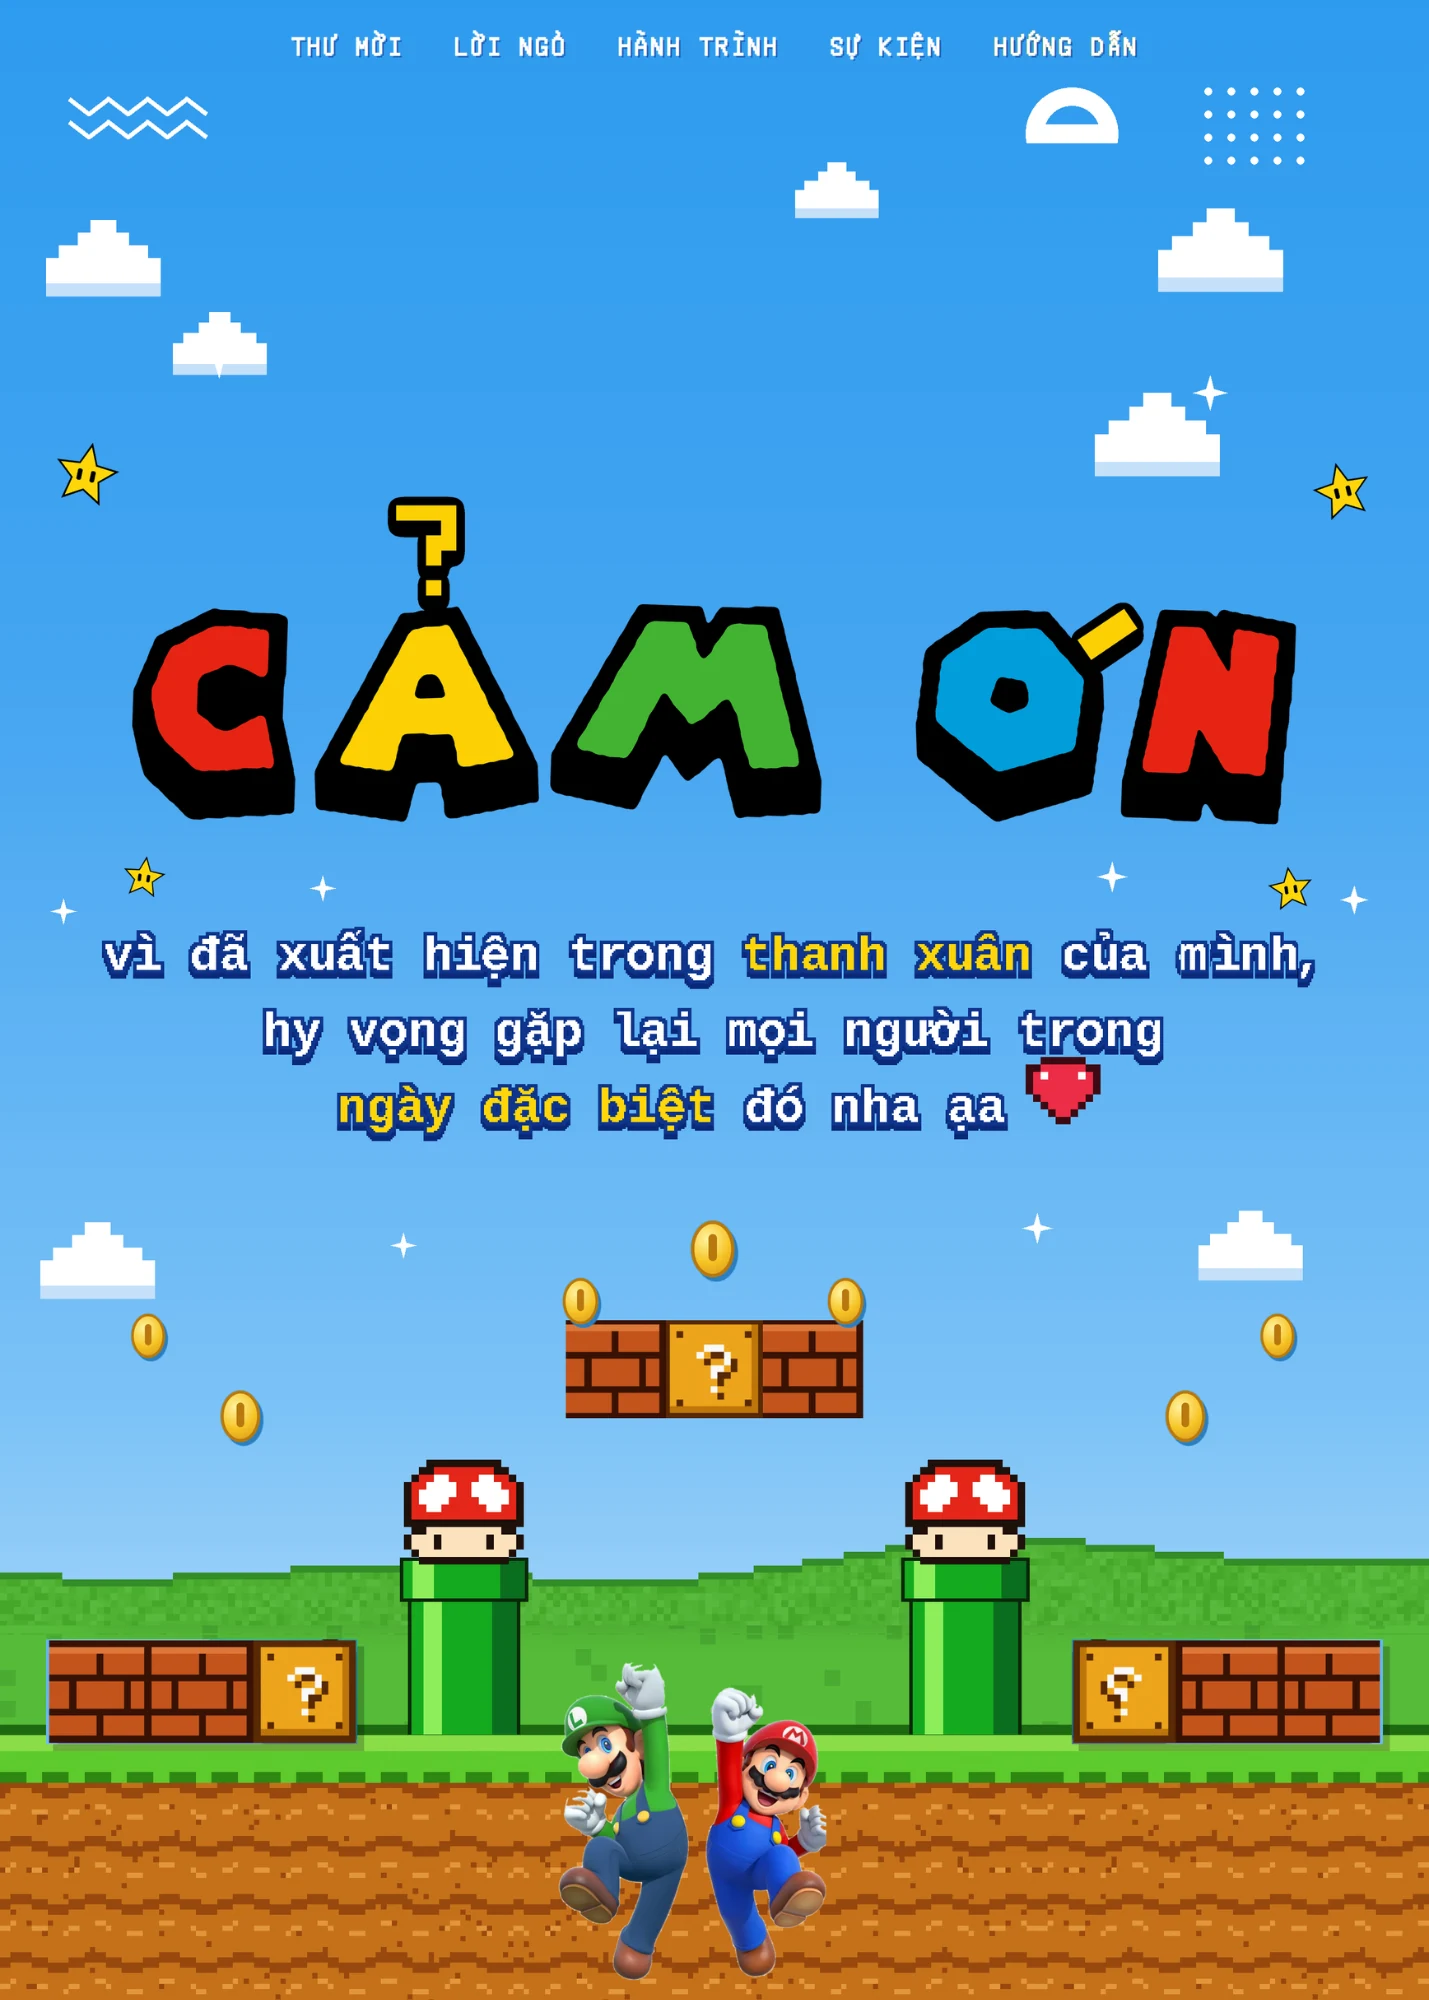 THƯ MỜI LỜI NGỎ HÀNH TRÌNH SỰ KIỆN HƯỚNG DẪN
CẢM ƠN
vì đã xuất hiện trong thanh xuân của mình,
hy vọng gặp lại mọi người trong
ngày đặc biệt đó nha ạa
?
? ?
L M